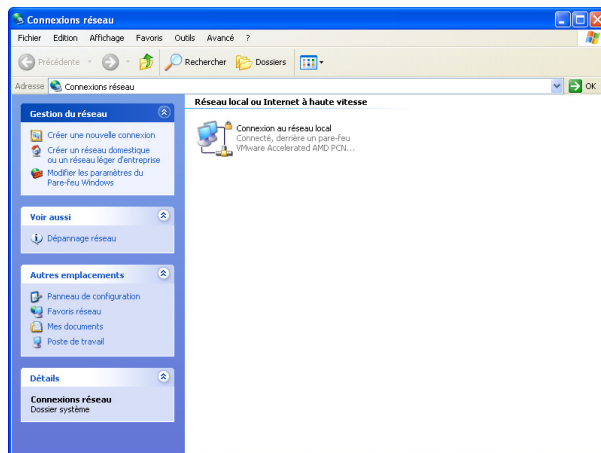 Connexions réseau
Fichier Edition Affichage Favoris Outils Avancé ?
Précédente Rechercher Dossiers
Adresse Connexions réseau OK
Gestion du réseau
Créer une nouvelle connexion
Créer un réseau domestique
ou un réseau léger d'entreprise
Modifier les paramètres du
Pare-feu Windows
Voir aussi
Dépannage réseau
Autres emplacements
Panneau de configuration
Favoris réseau
Mes documents
Poste de travail
Détails
Connexions réseau
Dossier système
Réseau local ou Internet à haute vitesse
Connexion au réseau local
Connecté, derrière un pare-feu
VMware Accelerated AMD PCN...